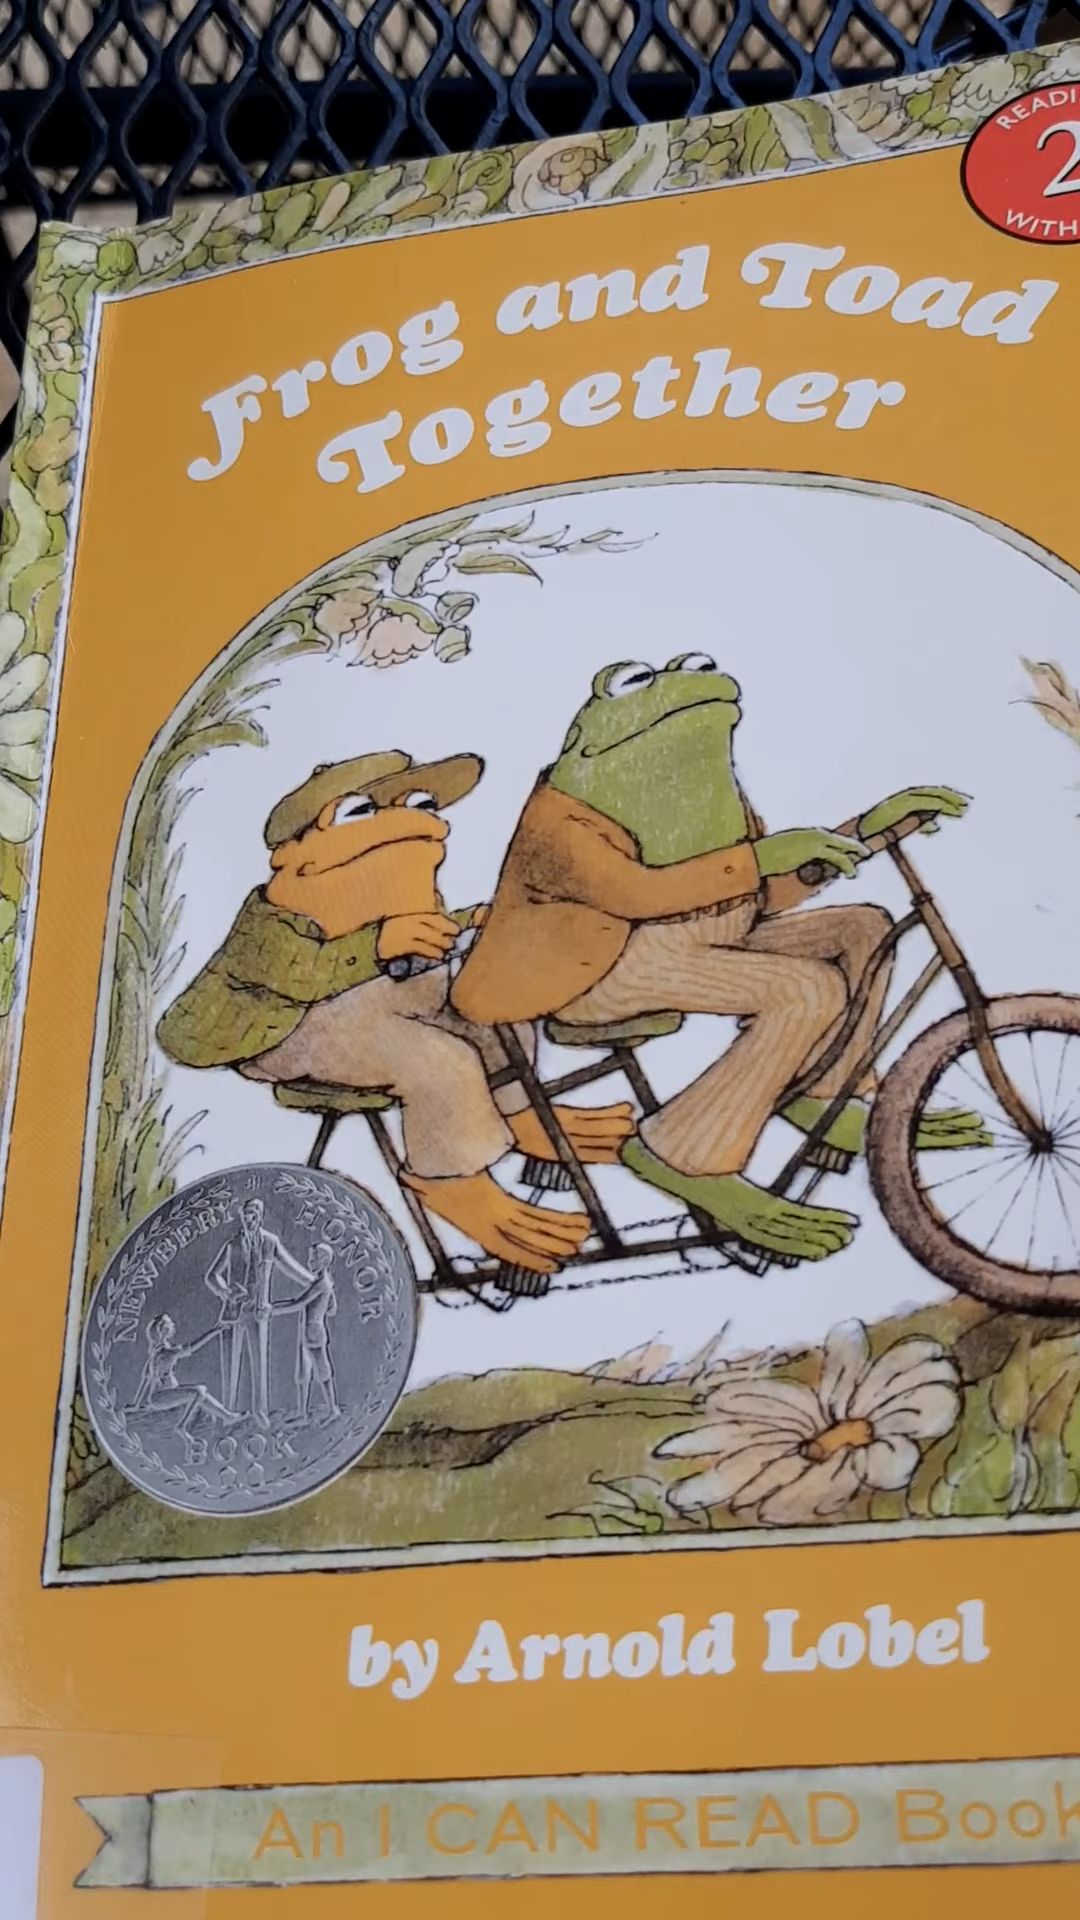 READI
2
WITH
Frog and Toad
Together
NEWBERY HONOR
BOOK
by Arnold Lobel
An I CAN READ Book